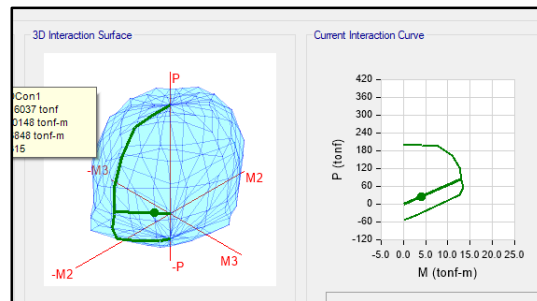 3D Interaction Surface
Current Interaction Curve
Con1
6037 tonf
0148 tonf-m
848 tonf-m
15
P
-M3
M2
-M2
M3
-P
P (tonf)
420
360
300
240
180
120
60
0
-60
-120
-5.0 0.0 5.0 10.0 15.0 20.0 25.0
M (tonf-m)